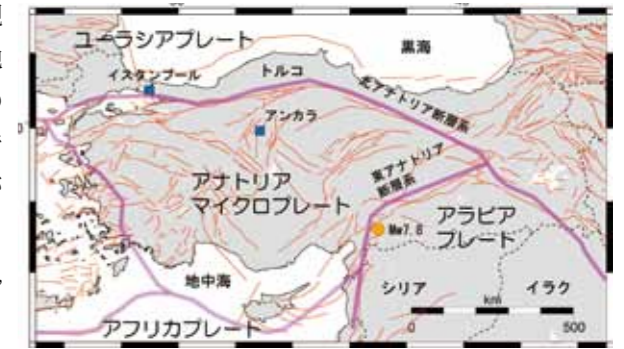 ユーラシアプレート
黒海
イスタンブール
トルコ
北アナトリア断層系
アンカラ
東アナトリア
断層系
アナトリア
マイクロプレート
アラビア
プレート
Mw7.8
地中海
シリア
イラク
km
0
500
アフリカプレート